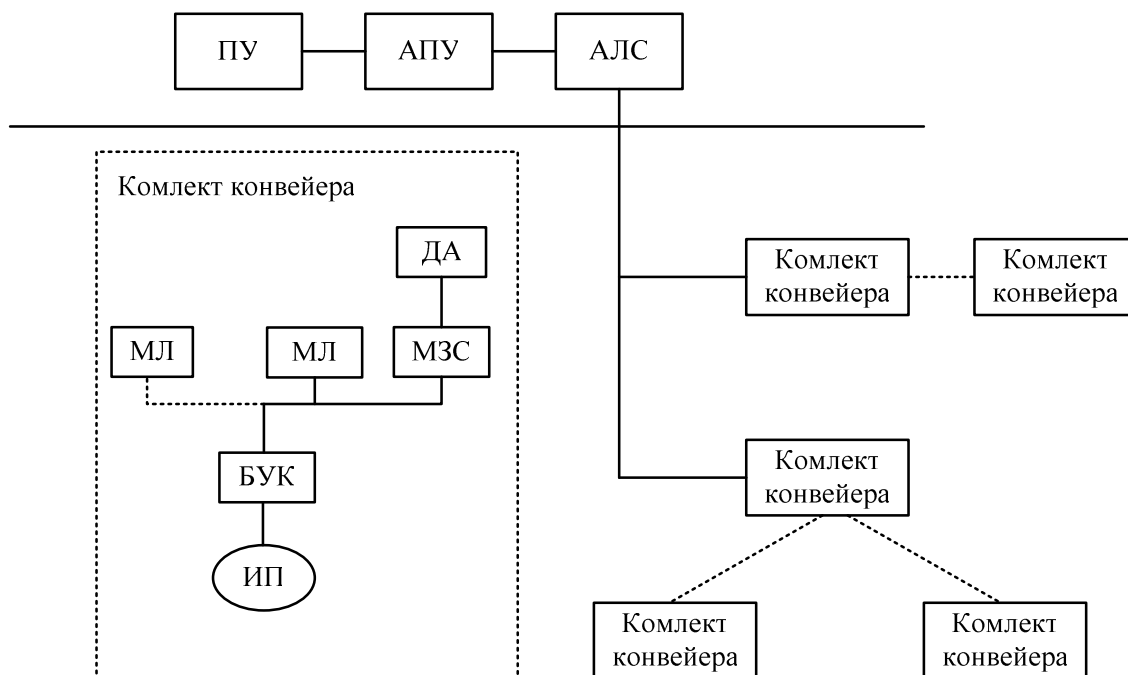 ПУ
АПУ
АЛС
Комлект конвейера
ДА
МЛ
МЛ
МЗС
БУК
ИП
Комлект
конвейера
Комлект
конвейера
Комлект
конвейера
Комлект
конвейера
Комлект
конвейера